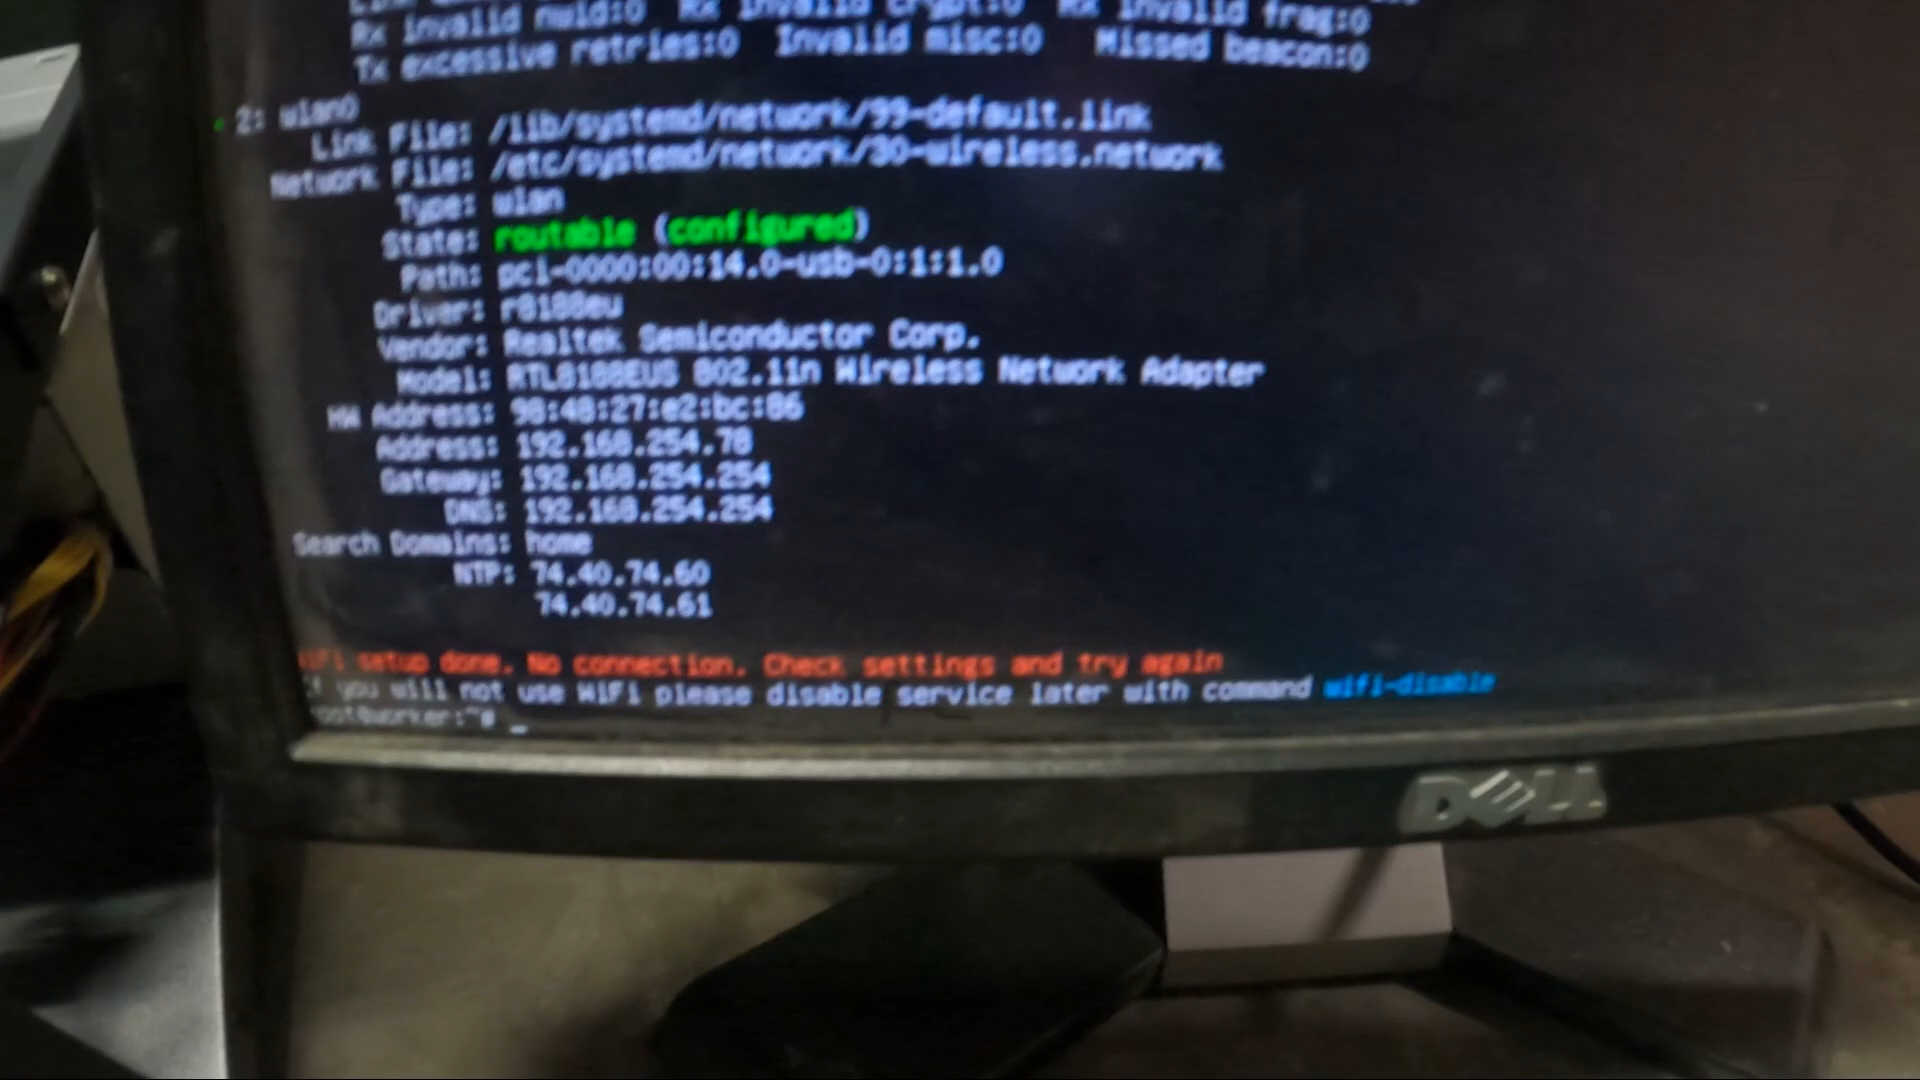 Rx invalid nwid:0 Rx invalid crypt:0 Rx invalid frag:0
Tx excessive retries:0 Invalid misc:0 Missed beacon:0
2: wlan0
Link File: /lib/systemd/network/99-default.link
Network File: /etc/systemd/network/30-wireless.network
Type: wlan
State: routable (configured)
Path: pci-0000:00:14.0-usb-0:1:1.0
Driver: r8188eu
Vendor: Realtek Semiconductor Corp.
Model: RTL8188EUS 802.11n Wireless Network Adapter
HW Address: 98:48:27:e2:bc:86
Address: 192.168.254.78
Gateway: 192.168.254.254
DNS: 192.168.254.254
Search Domains: home
NTP: 74.40.74.60
74.40.74.61
WiFi setup done. No connection. Check settings and try again
If you will not use WiFi please disable service later with command wifi-disable
root@worker:~# _
DELL